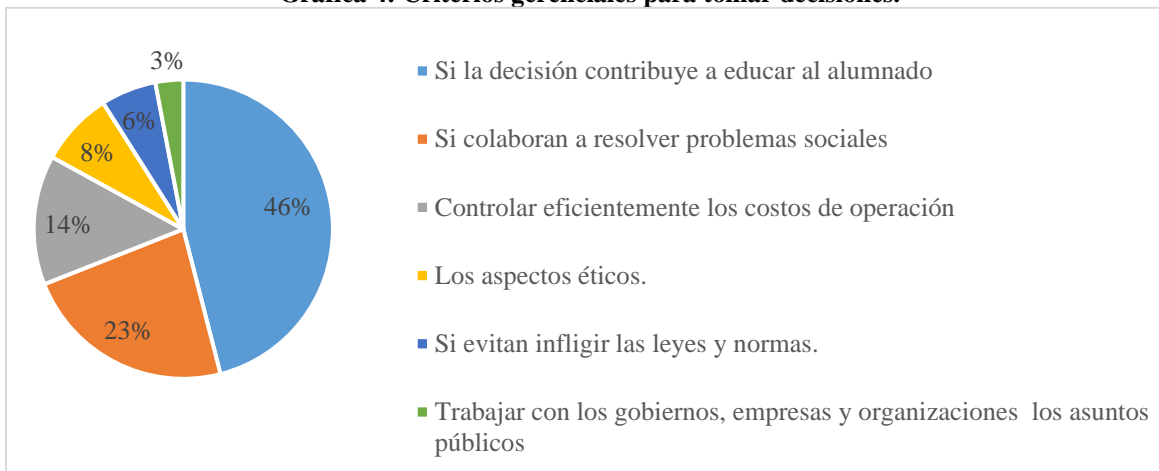 Gráfica 4. Criterios gerenciales para tomar decisiones.
3%
6%
8%
14%
23%
46%
Si la decisión contribuye a educar al alumnado
Si colaboran a resolver problemas sociales
Controlar eficientemente los costos de operación
Los aspectos éticos.
Si evitan infligir las leyes y normas.
Trabajar con los gobiernos, empresas y organizaciones los asuntos
públicos